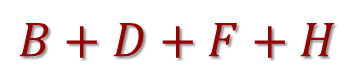 B + D + F + H